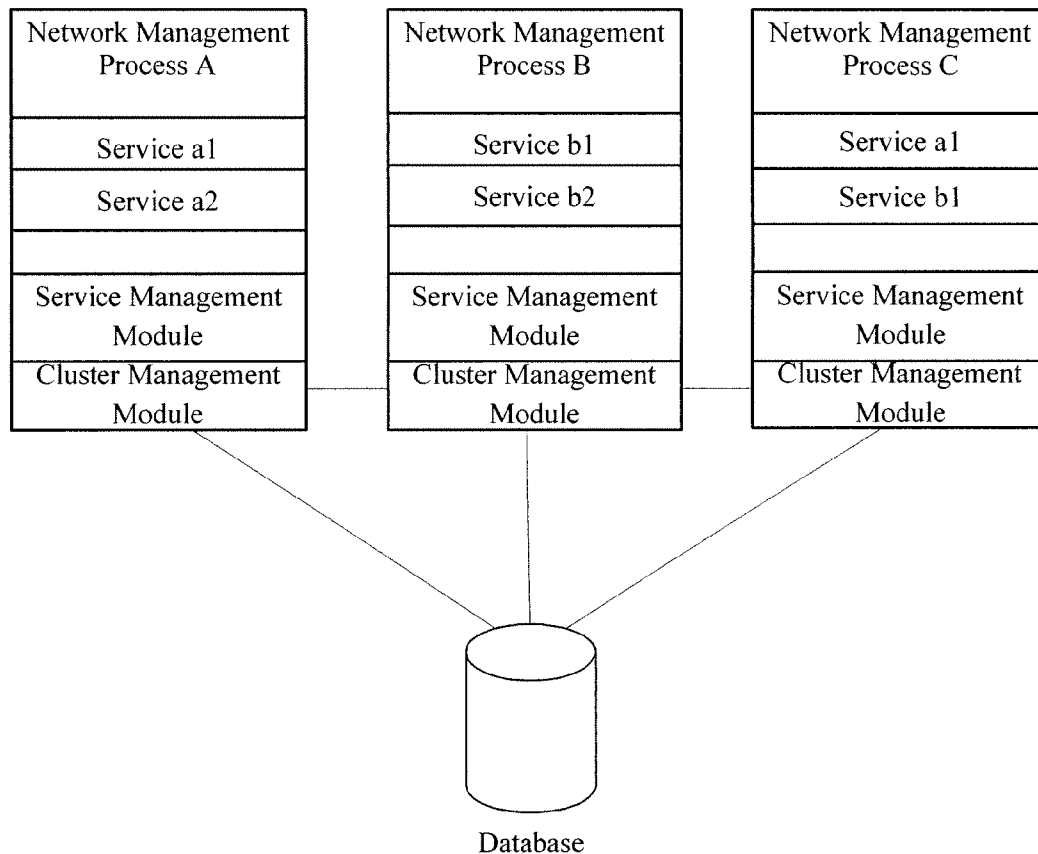 Network Management
Process A
Service a1
Service a2
Service Management
Module
Cluster Management
Module
Network Management
Process B
Service b1
Service b2
Service Management
Module
Cluster Management
Module
Network Management
Process C
Service a1
Service b1
Service Management
Module
Cluster Management
Module
Database